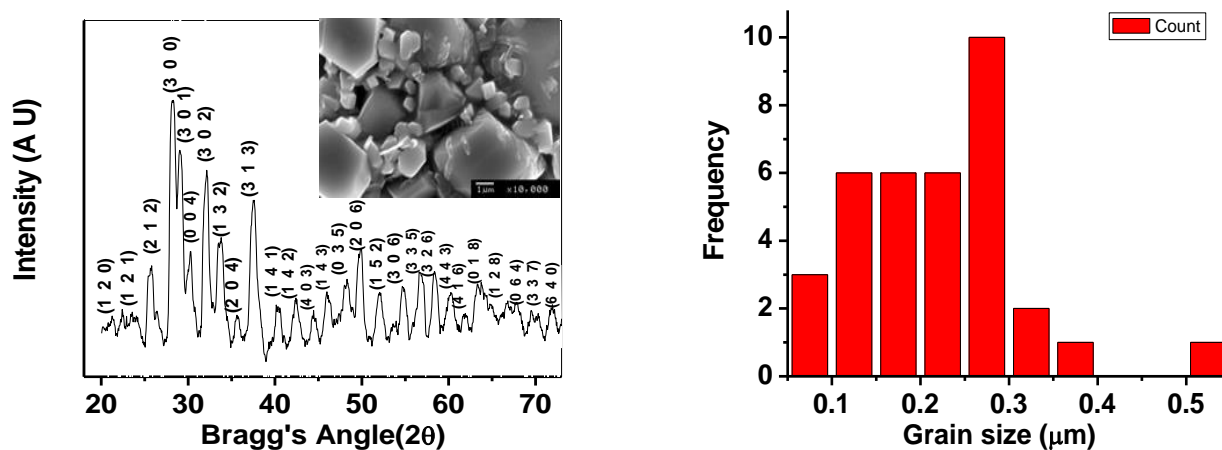 Intensity (A U)
(1 2 0)
(1 2 1)
(2 1 2)
(3 0 0)
(3 0 1)
(0 0 4)
(3 0 2)
(1 3 2)
(2 0 4)
(3 1 3)
(1 4 1)
(1 4 2)
(4 0 3)
(1 4 3)
(0 3 5)
(2 0 6)
(1 5 2)
(3 0 6)
(3 3 5)
(3 2 6)
(4 4 3)
(4 1 6)
(0 1 8)
(1 2 8)
(0 6 4)
(3 3 7)
(6 4 0)
1µm ×10,000
20 30 40 50 60 70
Bragg's Angle(2θ)
Count
Frequency
10
8
6
4
2
0
0.1 0.2 0.3 0.4 0.5
Grain size (µm)